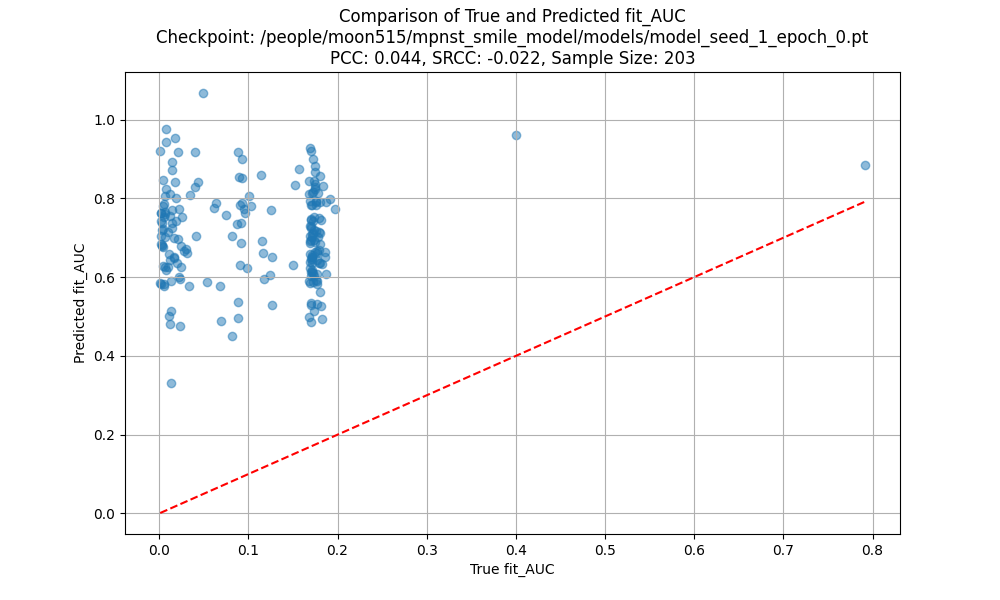 Comparison of True and Predicted fit_AUC
Checkpoint: /people/moon515/mpnst_smile_model/models/model_seed_1_epoch_0.pt
PCC: 0.044, SRCC: -0.022, Sample Size: 203
Predicted fit_AUC
1.0
0.8
0.6
0.4
0.2
0.0
0.0 0.1 0.2 0.3 0.4 0.5 0.6 0.7 0.8
True fit_AUC